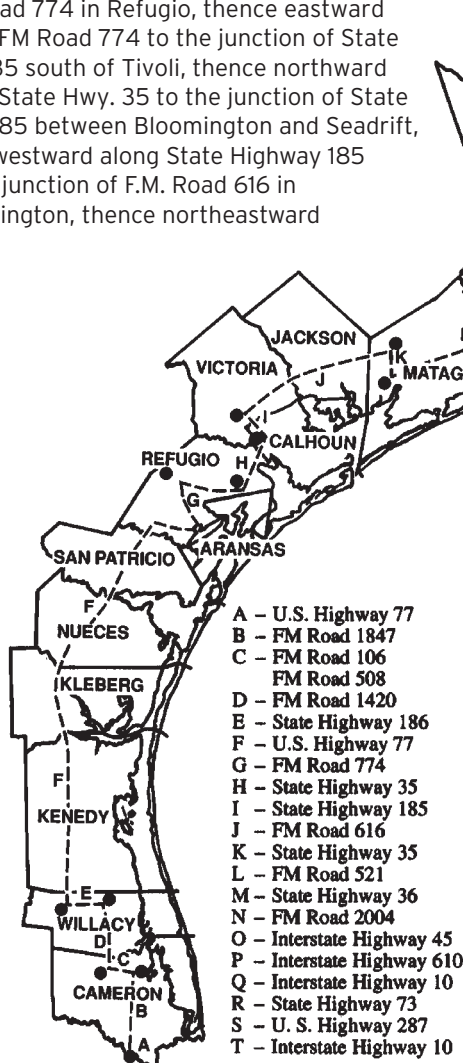 ad 774 in Refugio, thence eastward
FM Road 774 to the junction of State
35 south of Tivoli, thence northward
State Hwy. 35 to the junction of State
85 between Bloomington and Seadrift,
westward along State Highway 185
junction of F.M. Road 616 in
ington, thence northeastward
JACKSON
K
VICTORIA
J
MATAG
I
CALHOUN
REFUGIO
H
G
ARANSAS
SAN PATRICIO
F
NUECES
KLEBERG
F
KENEDY
E
WILLACY
D
C
CAMERON
B
A
A – U.S. Highway 77
B – FM Road 1847
C – FM Road 106
FM Road 508
D – FM Road 1420
E – State Highway 186
F – U.S. Highway 77
G – FM Road 774
H – State Highway 35
I – State Highway 185
J – FM Road 616
K – State Highway 35
L – FM Road 521
M – State Highway 36
N – FM Road 2004
O – Interstate Highway 45
P – Interstate Highway 610
Q – Interstate Highway 10
R – State Highway 73
S – U. S. Highway 287
T – Interstate Highway 10